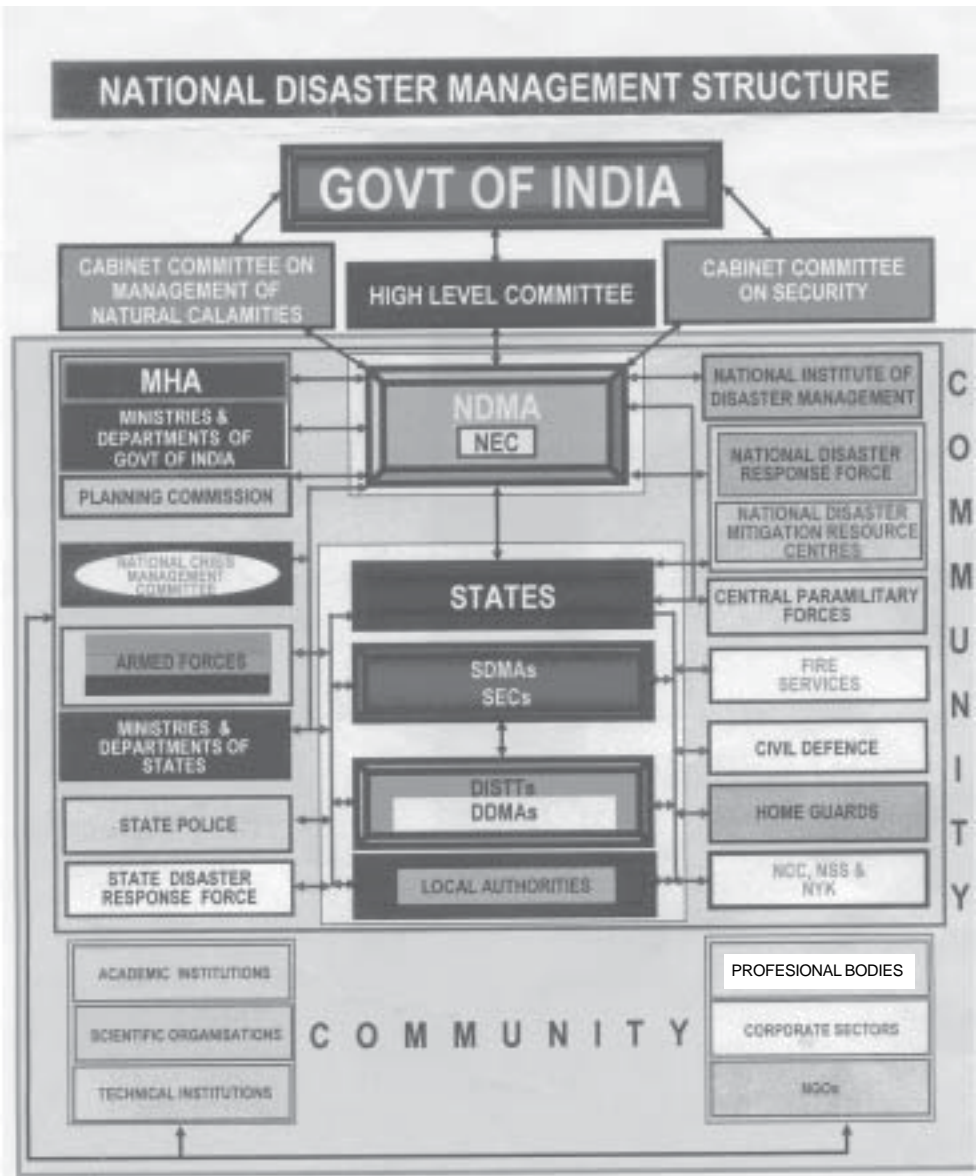 NATIONAL DISASTER MANAGEMENT STRUCTURE
GOVT OF INDIA
CABINET COMMITTEE ON
MANAGEMENT OF
NATURAL CALAMITIES
HIGH LEVEL COMMITTEE
CABINET COMMITTEE
ON SECURITY
MHA
MINISTRIES &
DEPARTMENTS OF
GOVT OF INDIA
PLANNING COMMISSION
NATIONAL CRISIS
MANAGEMENT
COMMITTEE
ARMED FORCES
MINISTRIES &
DEPARTMENTS OF
STATES
STATE POLICE
STATE DISASTER
RESPONSE FORCE
NDMA
NEC
STATES
SDMAs
SECs
DISTTs
DDMAs
LOCAL AUTHORITIES
NATIONAL INSTITUTE OF
DISASTER MANAGEMENT
NATIONAL DISASTER
RESPONSE FORCE
NATIONAL DISASTER
MITIGATION RESOURCE
CENTRES
CENTRAL PARAMILITARY
FORCES
FIRE
SERVICES
CIVIL DEFENCE
HOME GUARDS
NCC, NSS &
NYK
COMMUNITY
ACADEMIC INSTITUTIONS
SCIENTIFIC ORGANISATIONS
TECHNICAL INSTITUTIONS
COMMUNITY
PROFESIONAL BODIES
CORPORATE SECTORS
NGOs